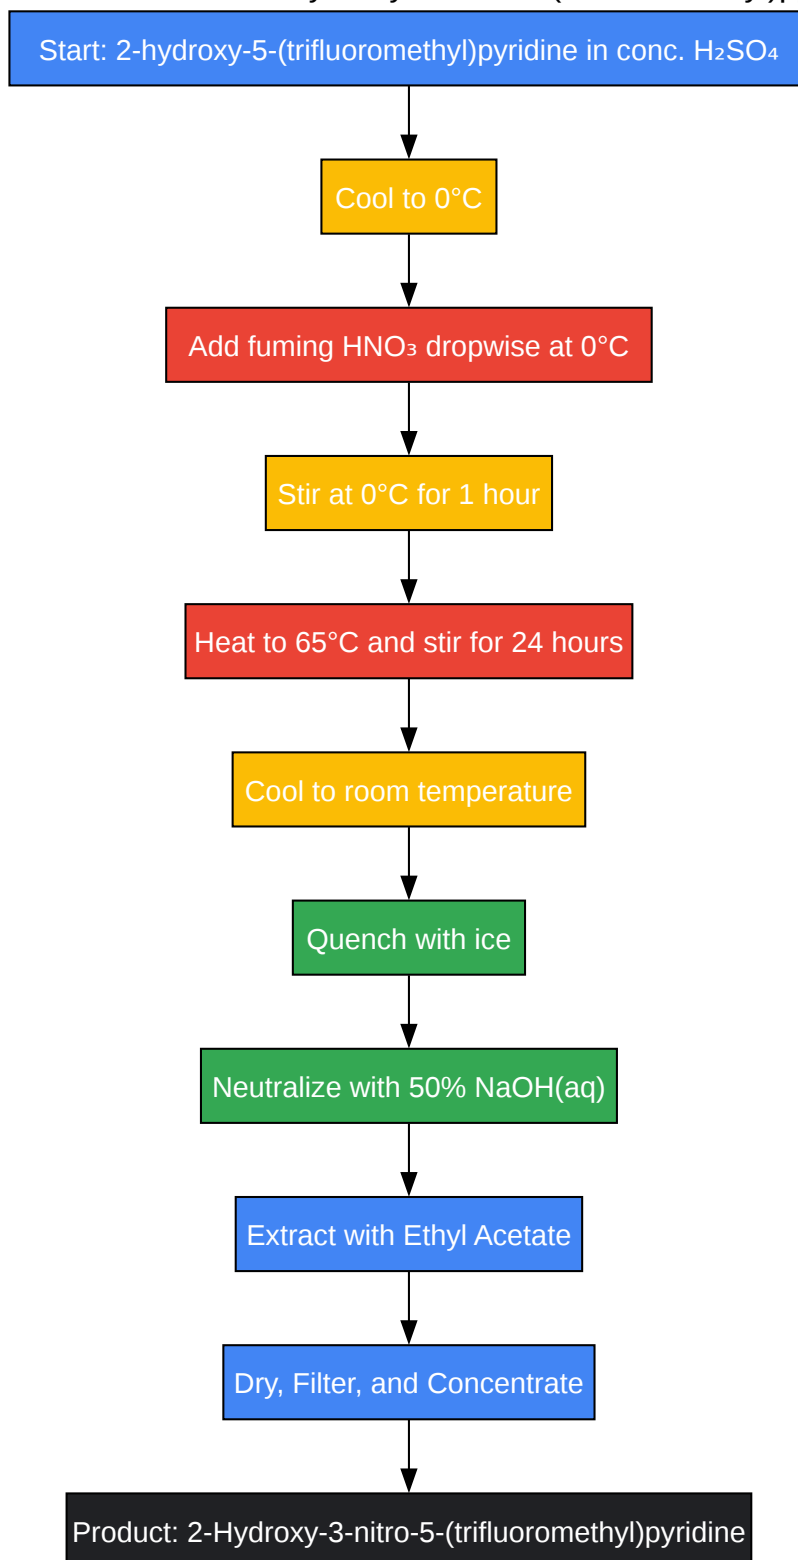 Start: 2-hydroxy-5-(trifluoromethyl)pyridine in conc. H₂SO₄
Cool to 0°C
Add fuming HNO₃ dropwise at 0°C
Stir at 0°C for 1 hour
Heat to 65°C and stir for 24 hours
Cool to room temperature
Quench with ice
Neutralize with 50% NaOH(aq)
Extract with Ethyl Acetate
Dry, Filter, and Concentrate
Product: 2-Hydroxy-3-nitro-5-(trifluoromethyl)pyridine